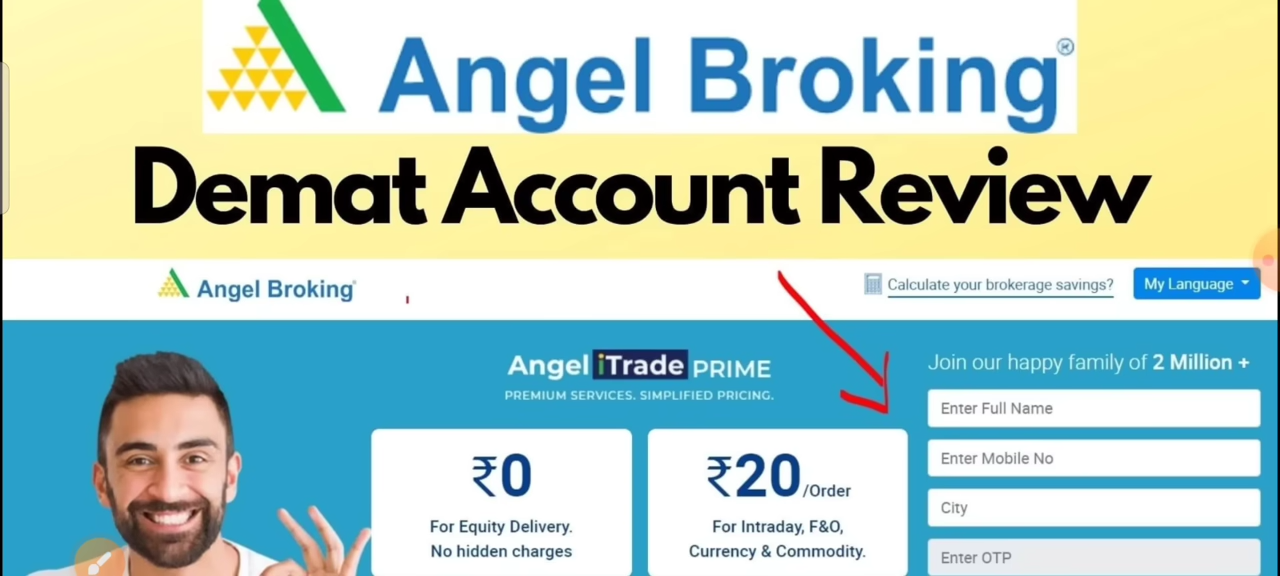 Angel Broking®
Demat Account Review
Angel Broking
Calculate your brokerage savings?
My Language
Angel iTrade PRIME
PREMIUM SERVICES. SIMPLIFIED PRICING.
₹0
For Equity Delivery.
No hidden charges
₹20/Order
For Intraday, F&O,
Currency & Commodity.
Join our happy family of 2 Million +
Enter Full Name
Enter Mobile No
City
Enter OTP